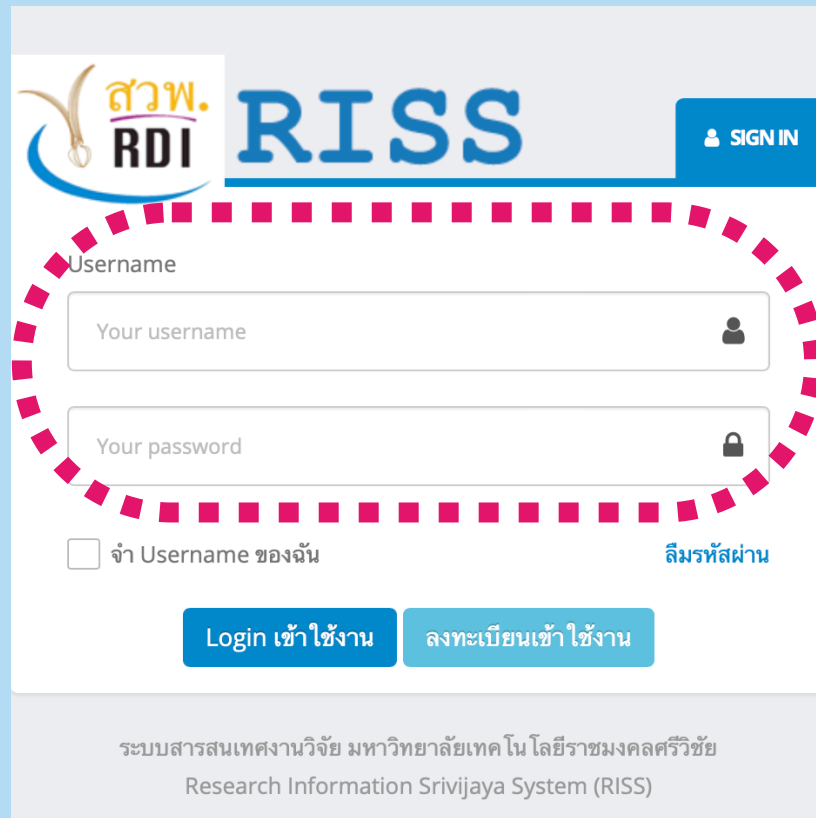 สวพ.
RDI
RISS
SIGN IN
Username
Your username
Your password
จำ Username ของฉัน
ลืมรหัสผ่าน
Login เข้าใช้งาน
ลงทะเบียนเข้าใช้งาน
ระบบสารสนเทศงานวิจัย มหาวิทยาลัยเทคโนโลยีราชมงคลศรีวิชัย
Research Information Srivijaya System (RISS)